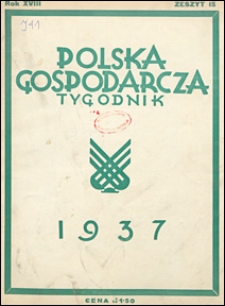 Rok XVIII ZESZYT 15
POLSKA
GOSPODARCZA
TYGODNIK
1937
CENA zł 1·50